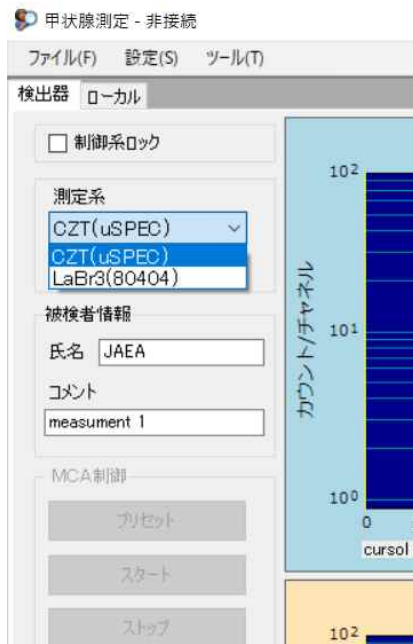 甲状腺測定 - 非接続
ファイル(F) 設定(S) ツール(T)
検出器 ローカル
制御系ロック
測定系
CZT(uSPEC)
CZT(uSPEC)
LaBr3(80404)
被検者情報
氏名 JAEA
コメント
measument 1
MCA制御
プリセット
スタート
ストップ
カウント/チャネル
10²
10¹
10⁰
0
cursol
10²